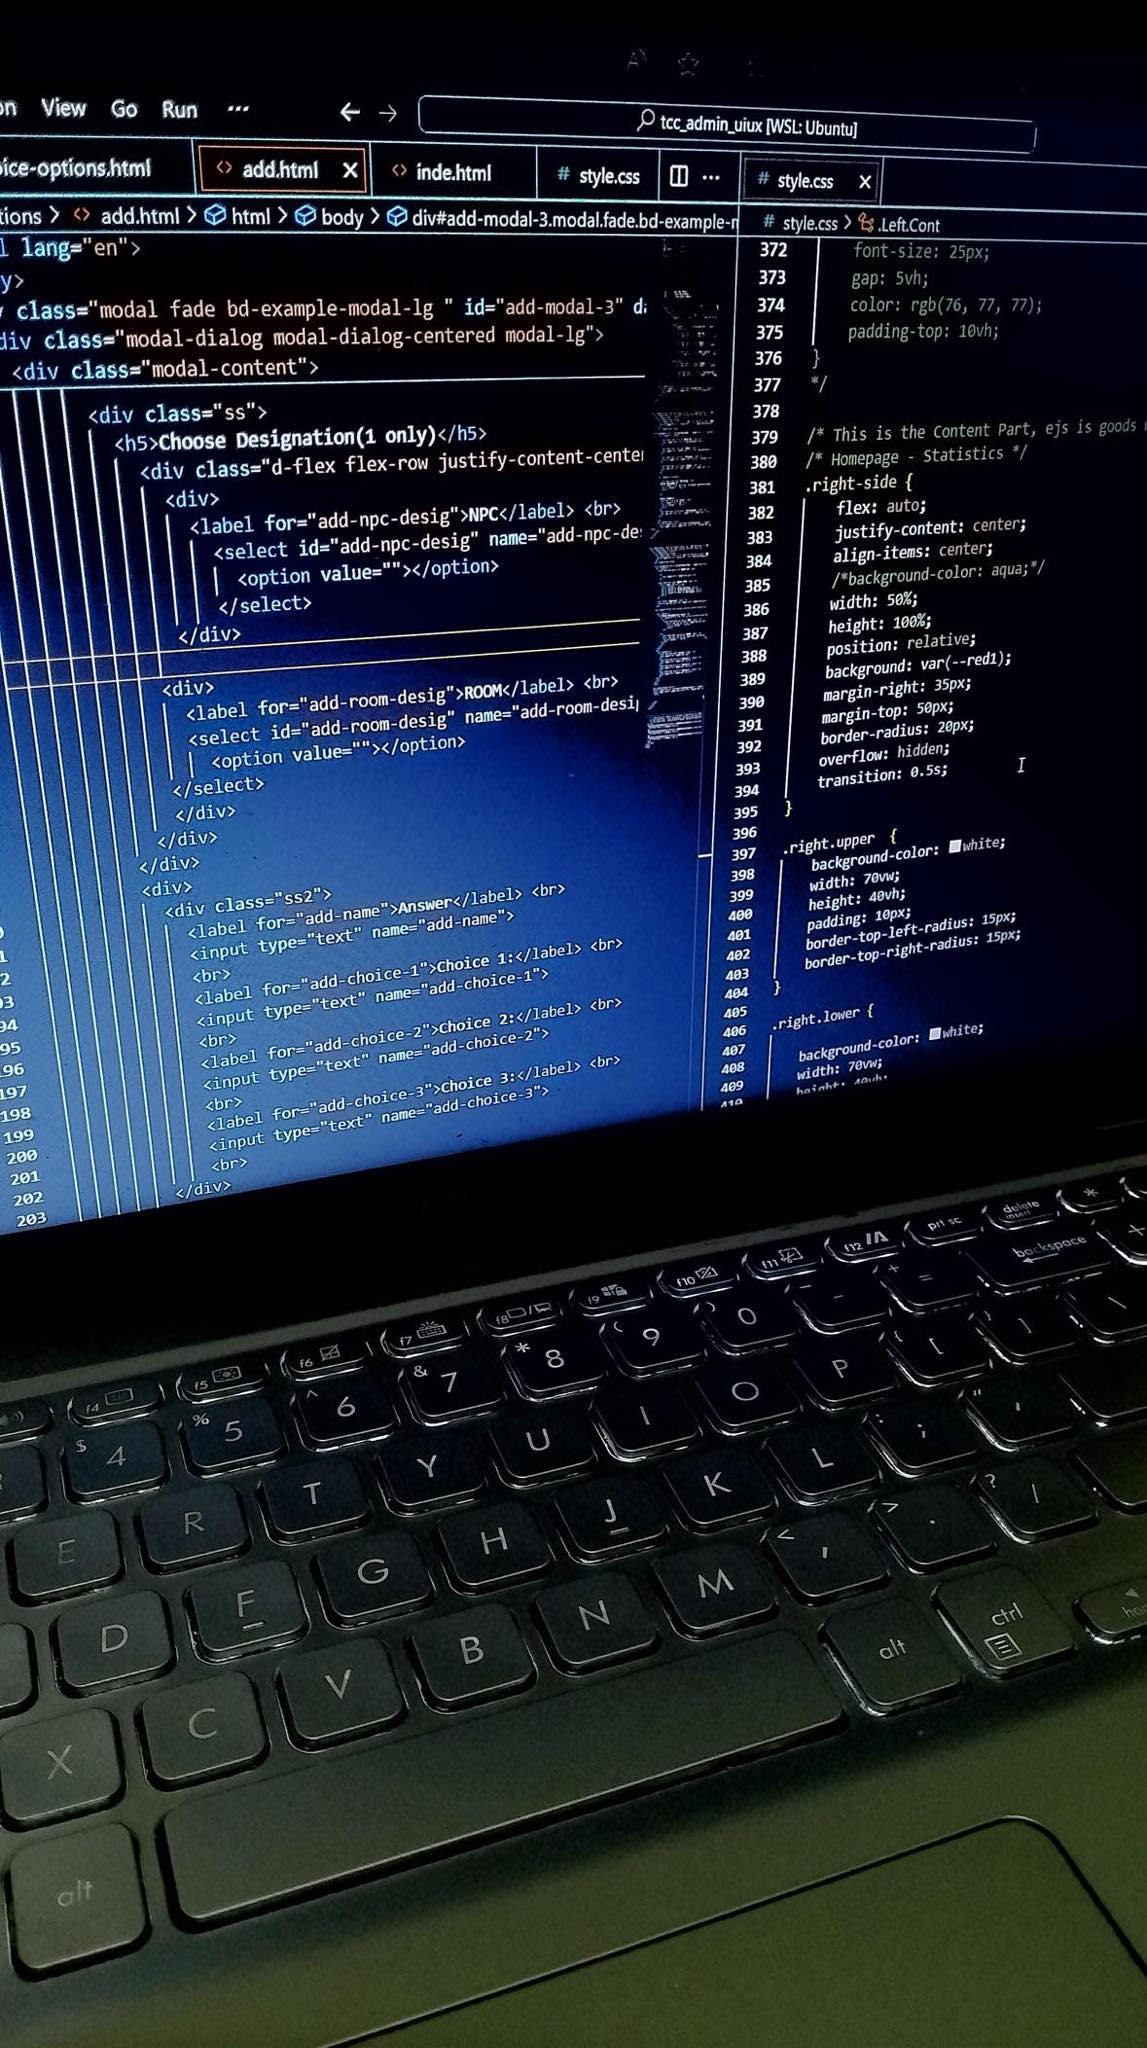 View Go Run ···
tcc_admin_uiux [WSL: Ubuntu]
ice-options.html
<> add.html X
<> inde.html
# style.css
···
tions > <> add.html > html > body > div#add-modal-3.modal.fade.bd-example-
lang="en">
y>
class="modal fade bd-example-modal-lg " id="add-modal-3"
div class="modal-dialog modal-dialog-centered modal-lg">
<div class="modal-content">
<div class="ss">
<h5>Choose Designation(1 only)</h5>
<div class="d-flex flex-row justify-content-cente
<div>
<label for="add-npc-desig">NPC</label> <br>
<select id="add-npc-desig" name="add-npc-de
<option value=""></option>
</select>
</div>
<div>
<label for="add-room-desig">ROOM</label> <br>
<select id="add-room-desig" name="add-room-desi
<option value=""></option>
</select>
</div>
</div>
</div>
<div>
<div class="ss2">
<label for="add-name">Answer</label> <br>
<input type="text" name="add-name">
<br>
<label for="add-choice-1">Choice 1:</label> <br>
<input type="text" name="add-choice-1">
<br>
<label for="add-choice-2">Choice 2:</label> <br>
<input type="text" name="add-choice-2">
<br>
<label for="add-choice-3">Choice 3:</label> <br>
<input type="text" name="add-choice-3">
<br>
</div>
94
95
96
197
198
199
200
201
202
203
# style.css X
# style.css > .Left.Cont
372 font-size: 25px;
373 gap: 5vh;
374 color: rgb(76, 77, 77);
375 padding-top: 10vh;
376 }
377 */
378
379 /* This is the Content Part, ejs is goods
380 /* Homepage - Statistics */
381 .right-side {
382 flex: auto;
383 justify-content: center;
384 align-items: center;
385 /*background-color: aqua;*/
386 width: 50%;
387 height: 100%;
388 position: relative;
389 background: var(--red1);
390 margin-right: 35px;
391 margin-top: 50px;
392 border-radius: 20px;
393 overflow: hidden;
394 transition: 0.5s;
395 }
396
397 .right.upper {
398 background-color: white;
399 width: 70vw;
400 height: 40vh;
401 padding: 10px;
402 border-top-left-radius: 15px;
403 border-top-right-radius: 15px;
404 }
405
406 .right.lower {
407 background-color: white;
408 width: 70vw;
409 height: 40vh;
410
f4 f5 f6 f7 f8 f9 f10 f11 f12 prt sc delete insert *
$ 4 % 5 ^ 6 & 7 * 8 ( 9 ) 0 - + = backspace +
E R T Y U I O P { [ } ] \
D F G H J K L : ; " '
X C V B N M < , > . ? /
alt alt ctrl